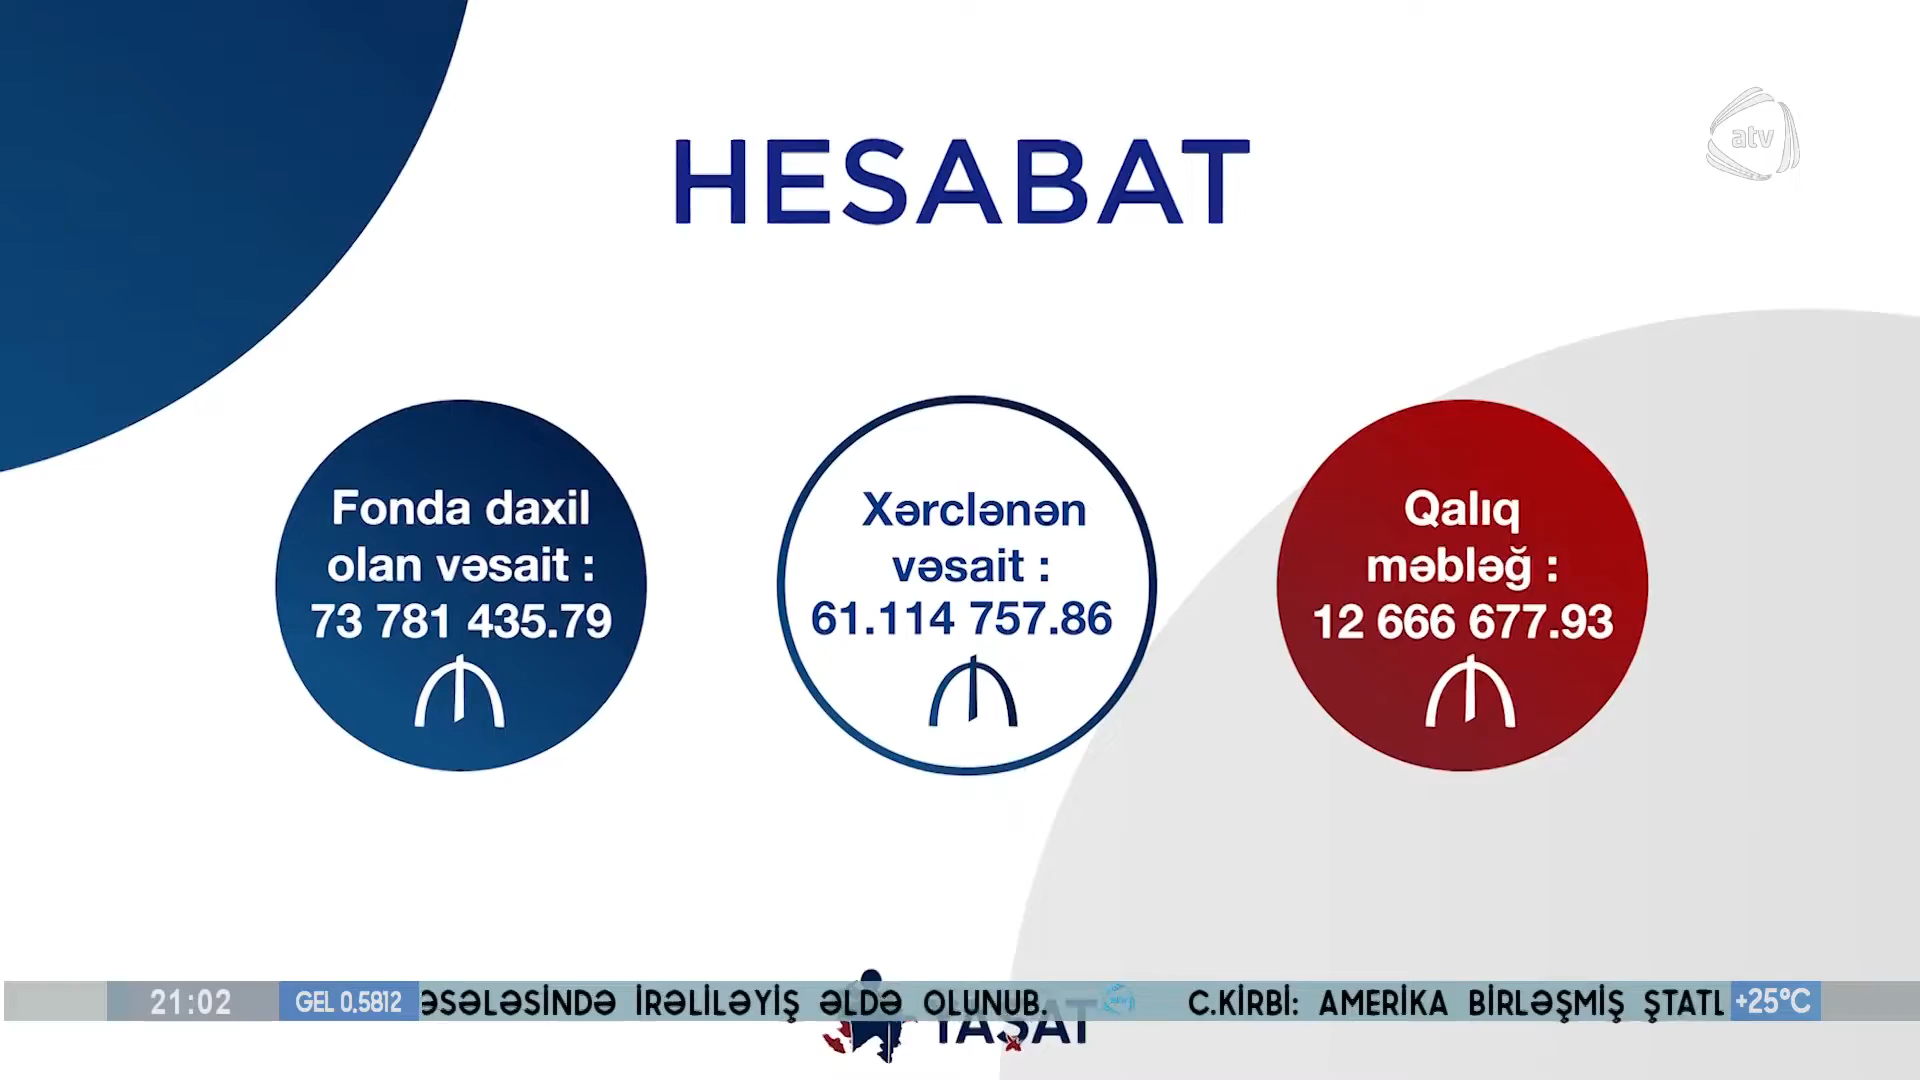 HESABAT
atv
Fonda daxil
olan vəsait :
73 781 435.79
₼
Xərclənən
vəsait :
61.114 757.86
₼
Qalıq
məbləğ :
12 666 677.93
₼
21:02
GEL 0.5812
ƏSƏLƏSİNDƏ İRƏLİLƏYİŞ ƏLDƏ OLUNUB.
C.KİRBİ: AMERİKA BİRLƏŞMİŞ ŞTATL
+25°C
YAŞAT